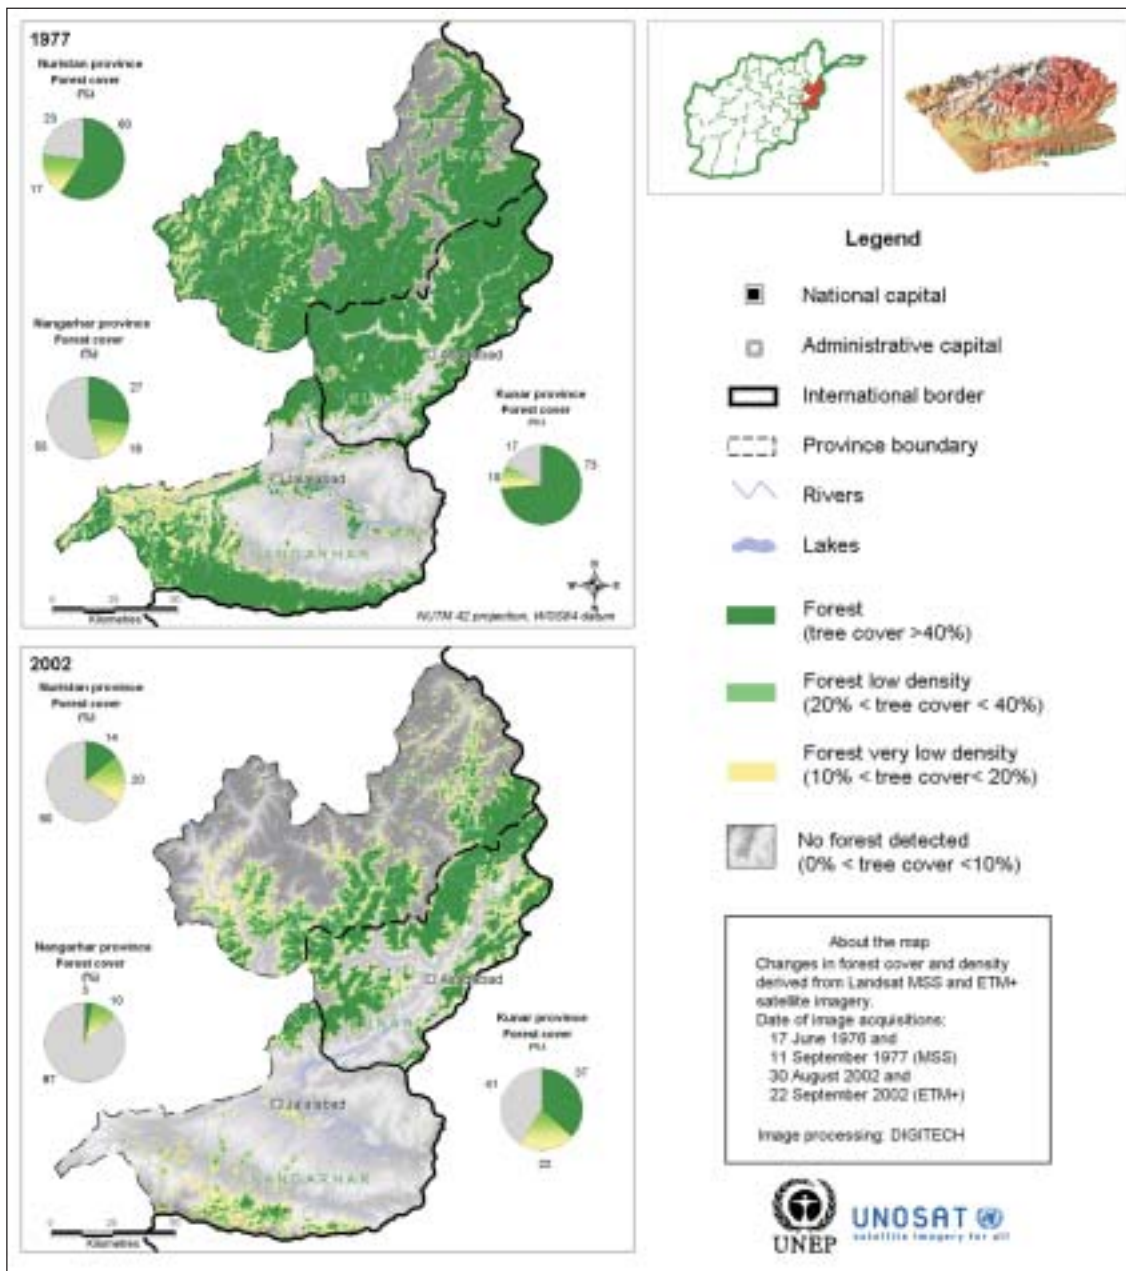 1977
Nuristan province
Forest cover
(%)
23
60
17
Nangarhar province
Forest cover
(%)
27
18
55
Kunar province
Forest cover
(%)
17
73
10
Jalalabad
NANGARHAR
Kilometres
NUTM 42 projection, WGS84 datum
2002
Nuristan province
Forest cover
(%)
14
20
Nangarhar province
Forest cover
(%)
3
10
87
Kunar province
Forest cover
(%)
41
37
22
Jalalabad
NANGARHAR
Kilometres
Legend
National capital
Administrative capital
International border
Province boundary
Rivers
Lakes
Forest
(tree cover >40%)
Forest low density
(20% < tree cover < 40%)
Forest very low density
(10% < tree cover< 20%)
No forest detected
(0% < tree cover <10%)
About the map
Changes in forest cover and density
derived from Landsat MSS and ETM+
satellite imagery.
Date of image acquisitions:
17 June 1976 and
11 September 1977 (MSS)
30 August 2002 and
22 September 2002 (ETM+)
Image processing: DIGITECH
UNEP
UNOSAT
satellite imagery for all